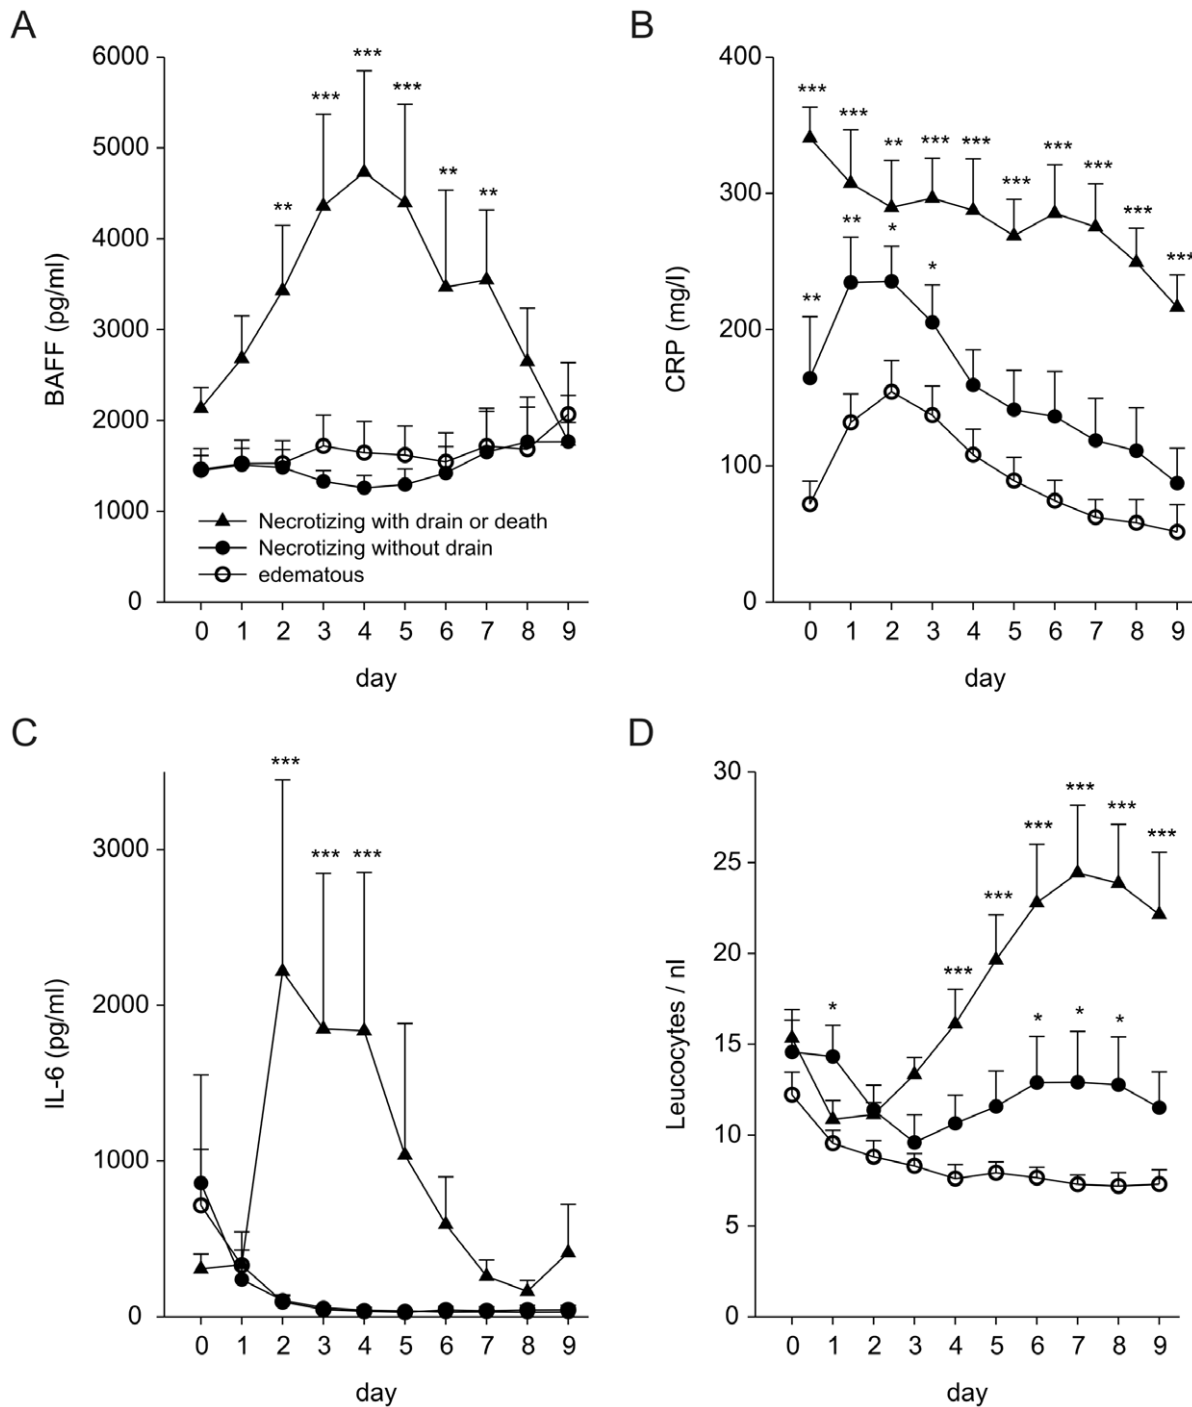 A
6000
5000
4000
3000
2000
1000
0
BAFF (pg/ml)
***
***
***
**
**
**
Necrotizing with drain or death
Necrotizing without drain
edematous
0 1 2 3 4 5 6 7 8 9
day
B
400
300
200
100
0
CRP (mg/l)
***
***
**
***
***
***
***
***
***
***
**
**
*
*
0 1 2 3 4 5 6 7 8 9
day
C
3000
2000
1000
0
IL-6 (pg/ml)
***
***
***
0 1 2 3 4 5 6 7 8 9
day
D
30
25
20
15
10
5
0
Leucocytes / nl
***
***
***
***
***
***
*
*
*
*
0 1 2 3 4 5 6 7 8 9
day